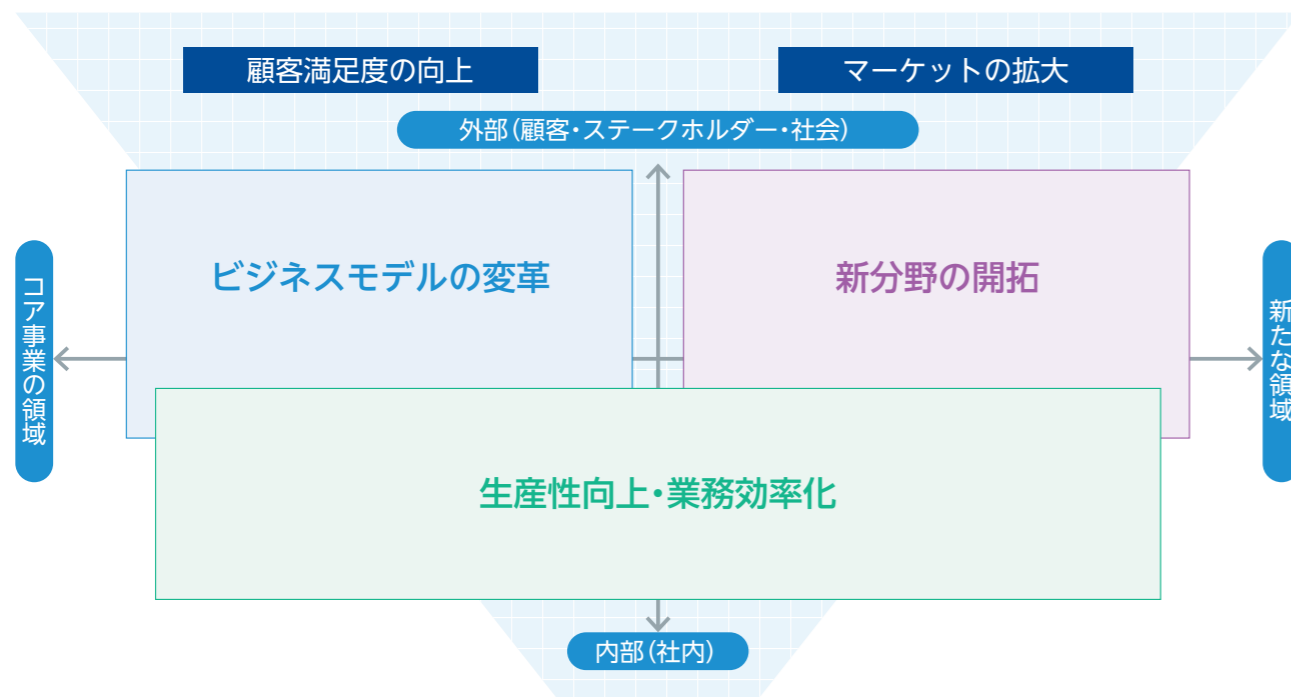 顧客満足度の向上
マーケットの拡大
外部(顧客・ステークホルダー・社会)
ビジネスモデルの変革
新分野の開拓
コア事業の領域
新たな領域
生産性向上・業務効率化
内部(社内)